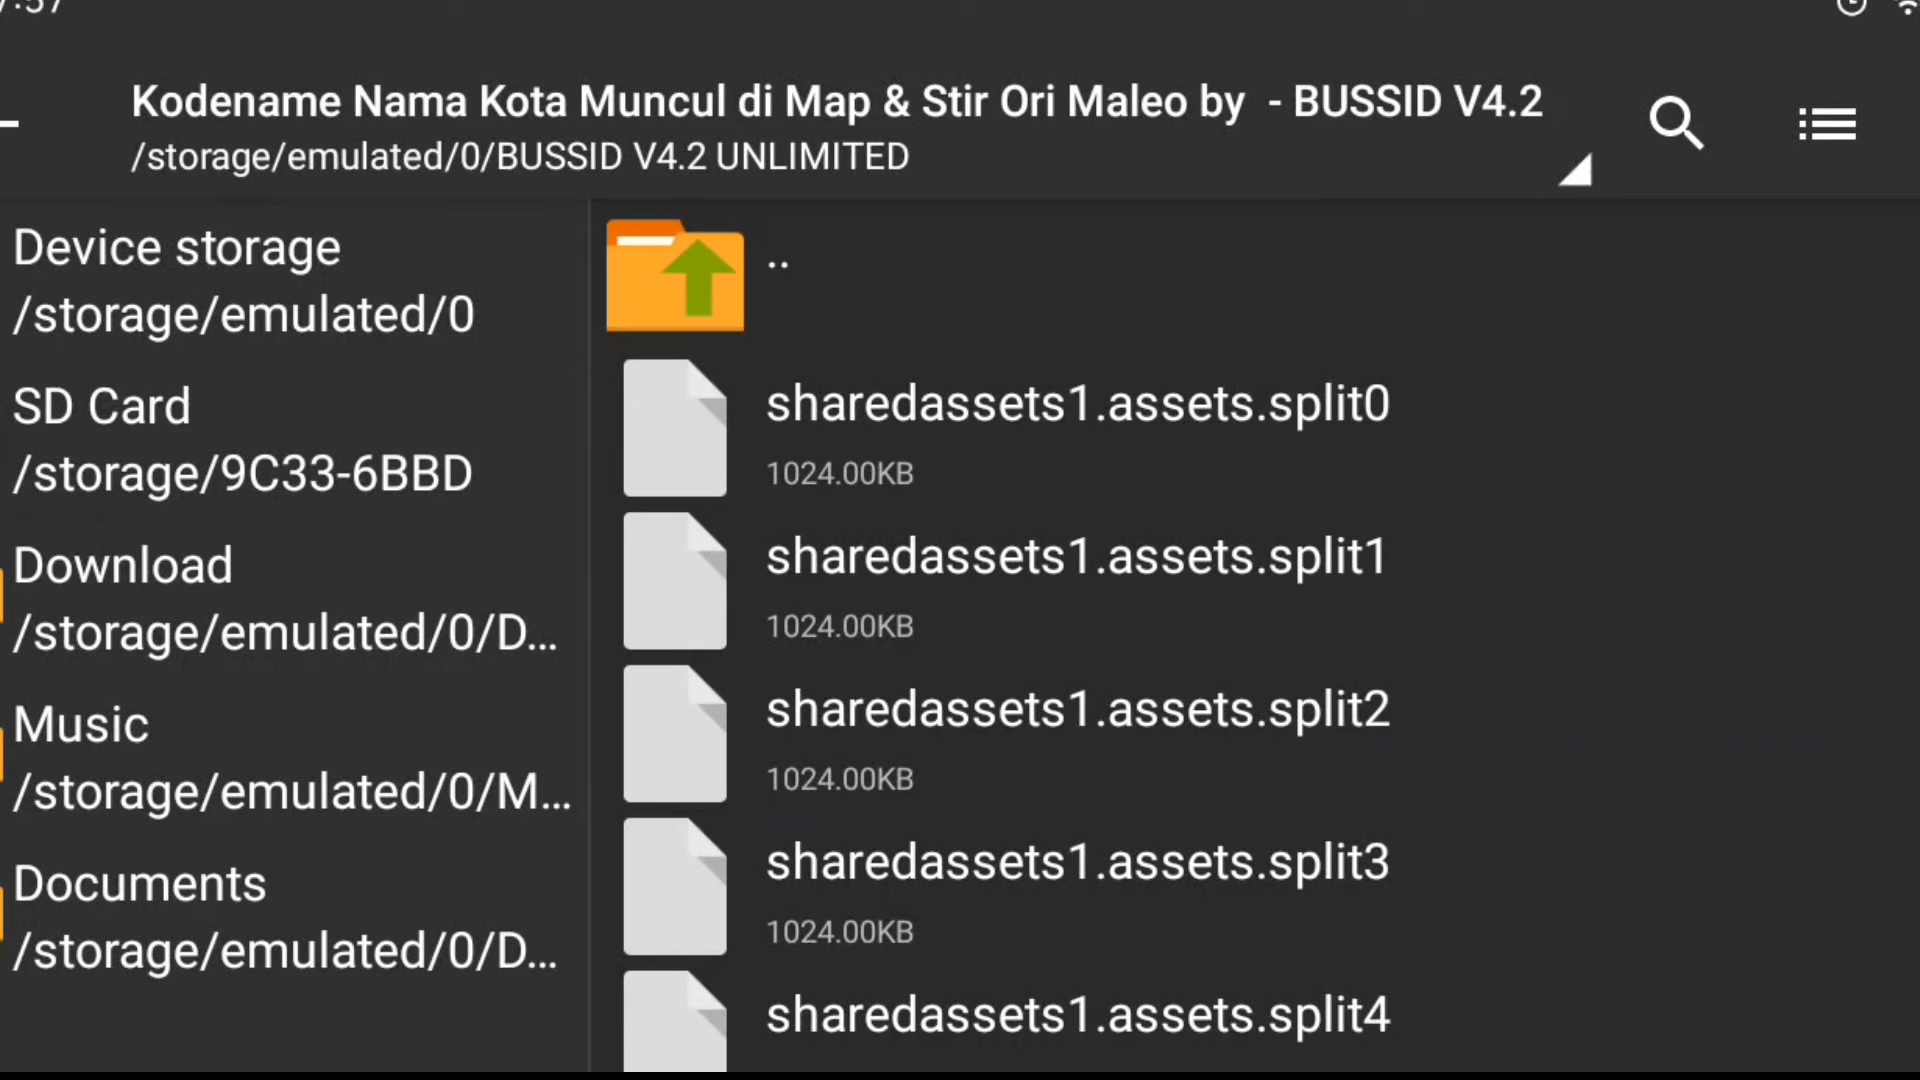 Kodename Nama Kota Muncul di Map & Stir Ori Maleo by - BUSSID V4.2
/storage/emulated/0/BUSSID V4.2 UNLIMITED
Device storage
/storage/emulated/0
SD Card
/storage/9C33-6BBD
Download
/storage/emulated/0/D...
Music
/storage/emulated/0/M...
Documents
/storage/emulated/0/D...
..
sharedassets1.assets.split0
1024.00KB
sharedassets1.assets.split1
1024.00KB
sharedassets1.assets.split2
1024.00KB
sharedassets1.assets.split3
1024.00KB
sharedassets1.assets.split4